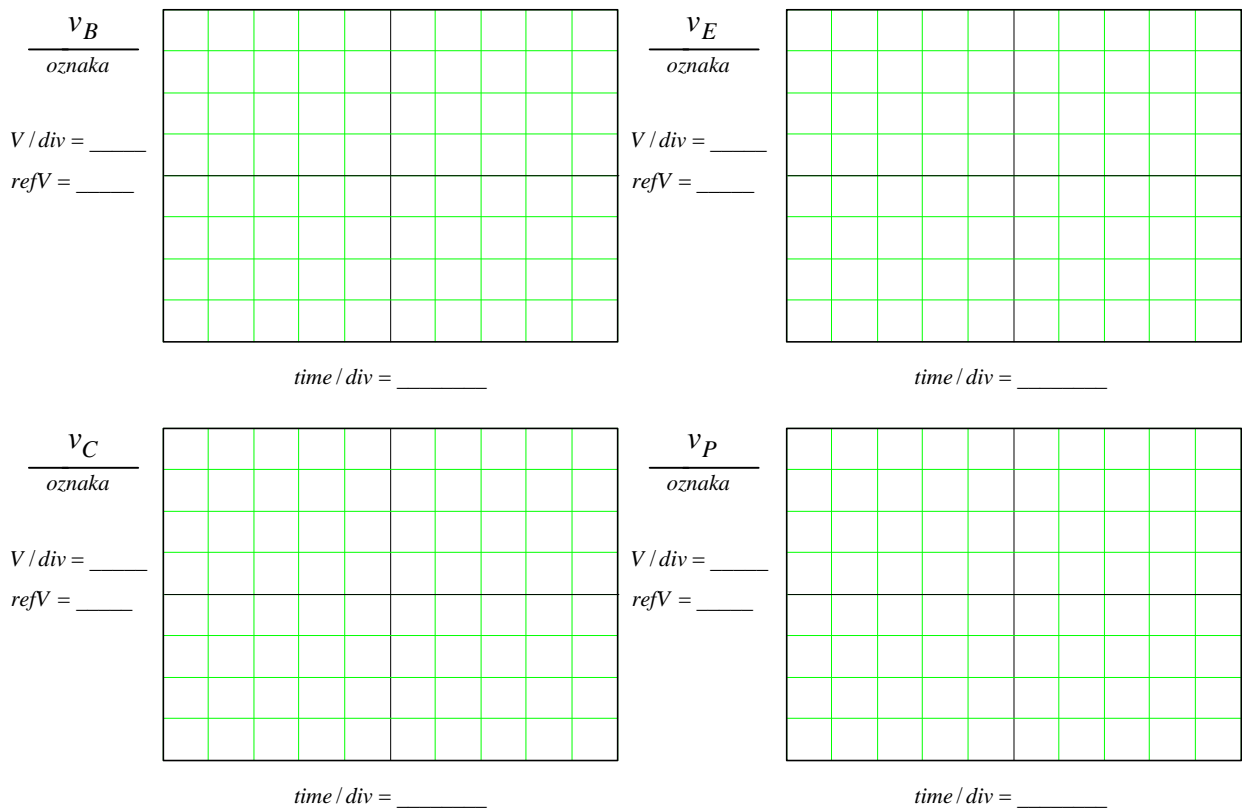 v_B
oznaka
V / div = _____
refV = _____
time / div = ________
v_E
oznaka
V / div = _____
refV = _____
time / div = ________
v_C
oznaka
V / div = _____
refV = _____
time / div = ________
v_P
oznaka
V / div = _____
refV = _____
time / div = ________